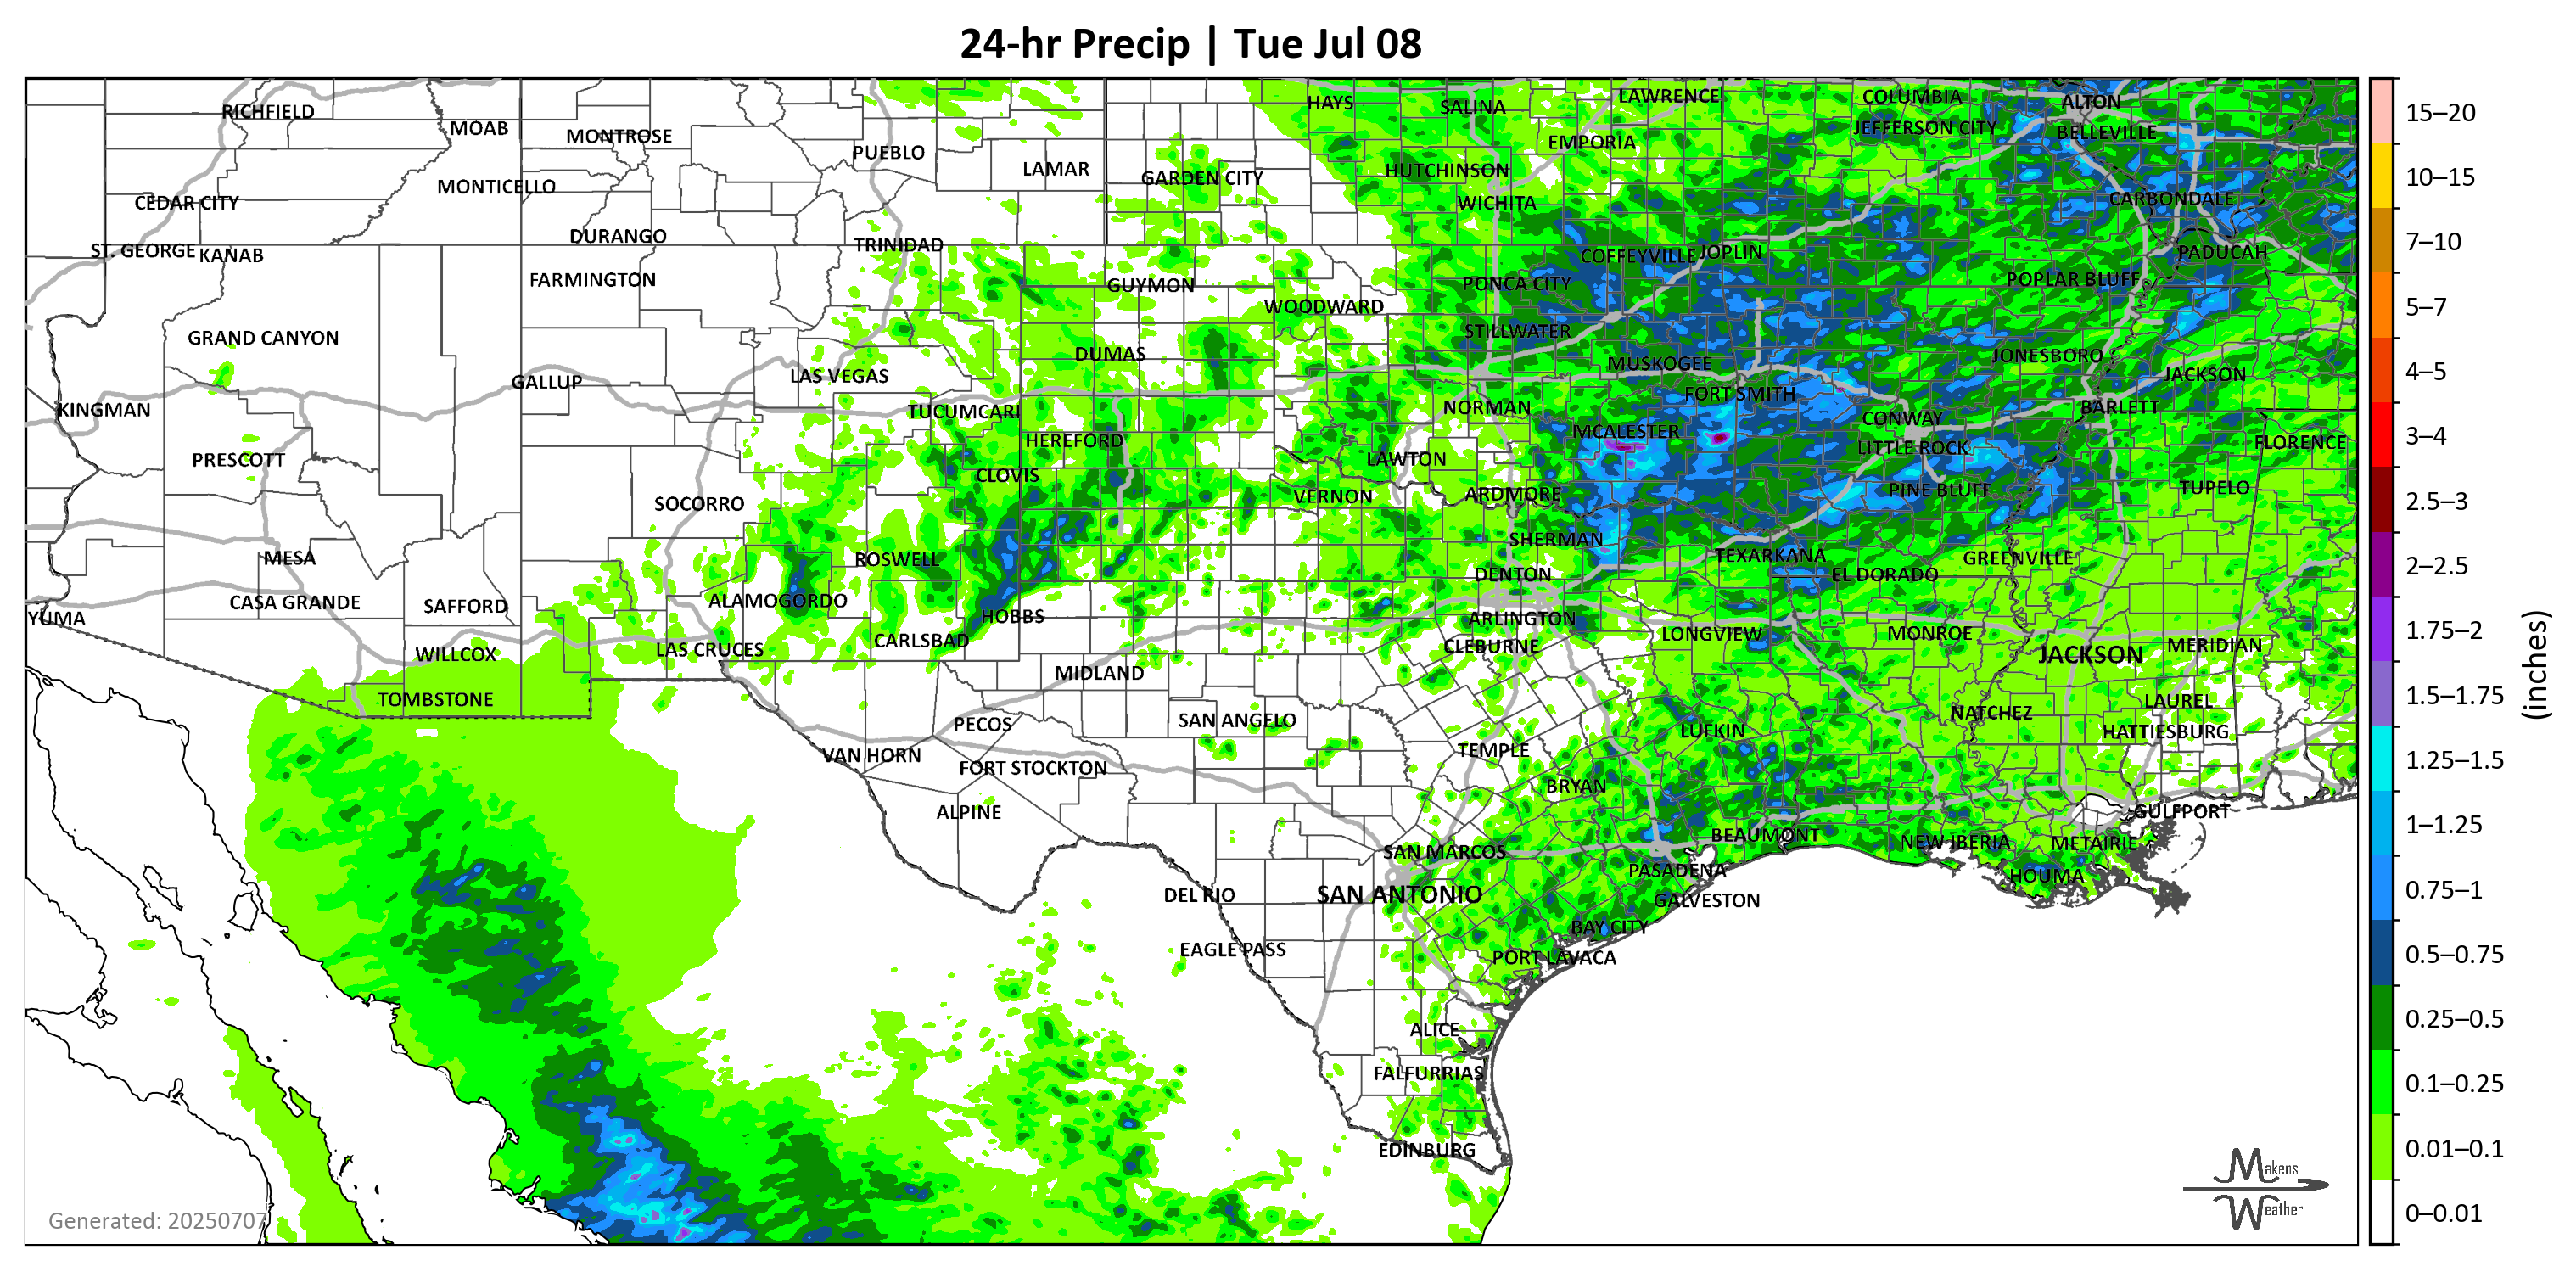 24-hr Precip | Tue Jul 08
RICHFIELD
MOAB
MONTROSE
PUEBLO
LAMAR
GARDEN CITY
HAYS
SALINA
LAWRENCE
COLUMBIA
ALTON
EMPORIA
JEFFERSON CITY
BELLEVILLE
HUTCHINSON
MONTICELLO
CEDAR CITY
WICHITA
CARBONDALE
DURANGO
TRINIDAD
ST. GEORGE
KANAB
COFFEYVILLE
JOPLIN
PADUCAH
FARMINGTON
GUYMON
PONCA CITY
POPLAR BLUFF
WOODWARD
GRAND CANYON
STILLWATER
DUMAS
MUSKOGEE
JONESBORO
LAS VEGAS
GALLUP
FORT SMITH
JACKSON
KINGMAN
TUCUMCARI
NORMAN
CONWAY
BARLETT
HEREFORD
MCALESTER
LITTLE ROCK
FLORENCE
PRESCOTT
CLOVIS
LAWTON
SOCORRO
VERNON
ARDMORE
PINE BLUFF
TUPELO
MESA
ROSWELL
SHERMAN
TEXARKANA
GREENVILLE
DENTON
EL DORADO
YUMA
CASA GRANDE
SAFFORD
ALAMOGORDO
HOBBS
ARLINGTON
CARLSBAD
LONGVIEW
MONROE
WILLCOX
LAS CRUCES
CLEBURNE
JACKSON
MERIDIAN
MIDLAND
TOMBSTONE
LAUREL
PECOS
SAN ANGELO
NATCHEZ
LUFKIN
HATTIESBURG
VAN HORN
TEMPLE
FORT STOCKTON
BRYAN
ALPINE
GULFPORT
BEAUMONT
NEW IBERIA
METAIRIE
SAN MARCOS
PASADENA
HOUMA
DEL RIO
SAN ANTONIO
GALVESTON
BAY CITY
EAGLE PASS
PORT LAVACA
ALICE
FALFURRIAS
EDINBURG
Generated: 20250707
Makens
Weather
15–20
10–15
7–10
5–7
4–5
3–4
2.5–3
2–2.5
1.75–2
1.5–1.75
1.25–1.5
1–1.25
0.75–1
0.5–0.75
0.25–0.5
0.1–0.25
0.01–0.1
0–0.01
(inches)